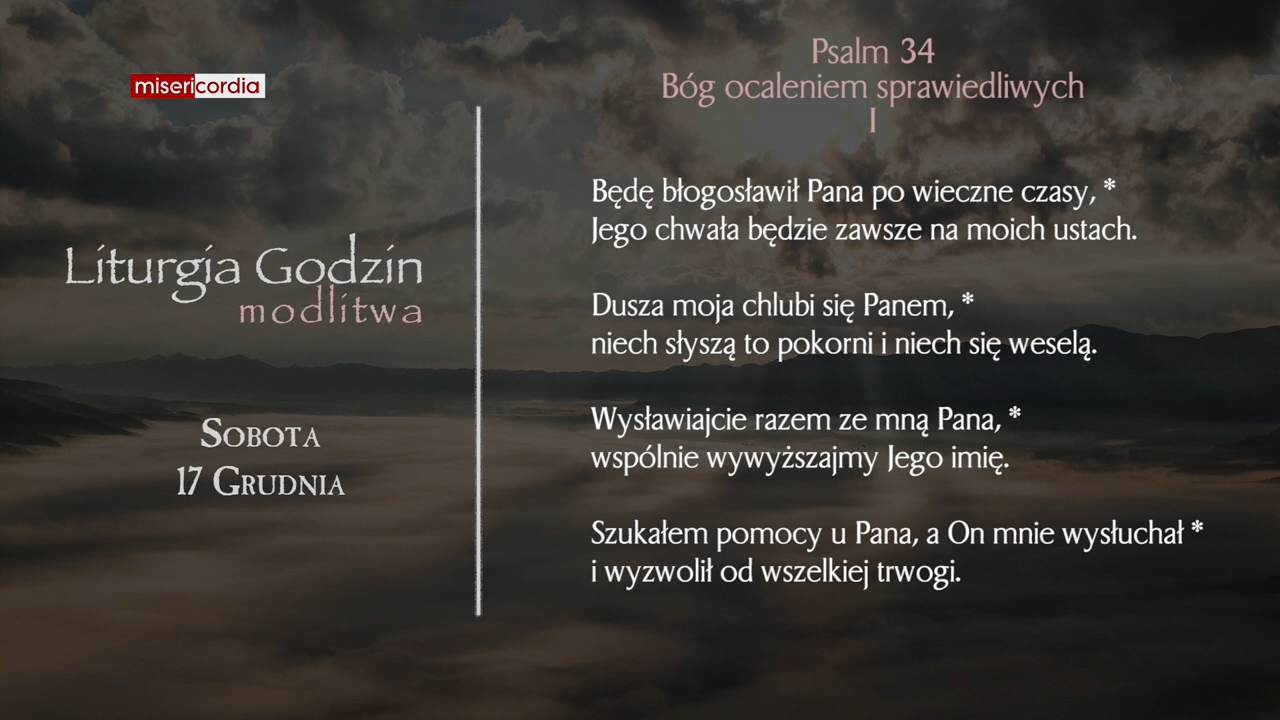 misericordia
Liturgia Godzin
modlitwa
Sobota
17 Grudnia
Psalm 34
Bóg ocaleniem sprawiedliwych
I
Będę błogosławił Pana po wieczne czasy, *
Jego chwała będzie zawsze na moich ustach.
Dusza moja chlubi się Panem, *
niech słyszą to pokorni i niech się weselą.
Wysławiajcie razem ze mną Pana, *
wspólnie wywyższajmy Jego imię.
Szukałem pomocy u Pana, a On mnie wysłuchał *
i wyzwolił od wszelkiej trwogi.